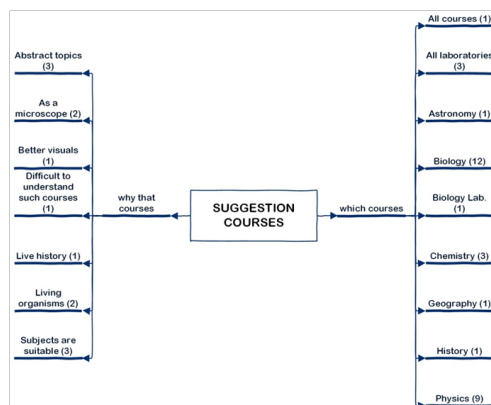 Abstract topics
(3)
As a
microscope (2)
Better visuals
(1)
Difficult to
understand
such courses
(1)
Live history (1)
Living
organisms (2)
Subjects are
suitable (3)
why that
courses
SUGGESTION
COURSES
which courses
All courses (1)
All laboratories
(3)
Astronomy (1)
Biology (12)
Biology Lab.
(1)
Chemistry (3)
Geography (1)
History (1)
Physics (9)